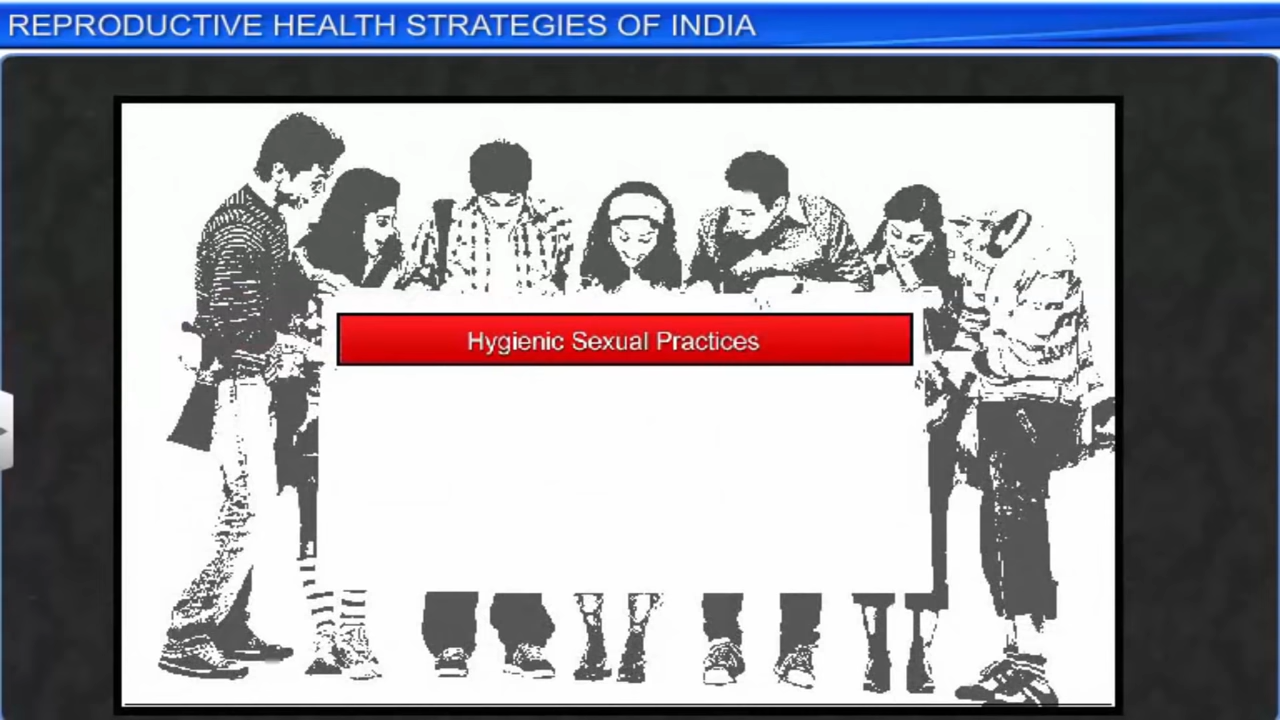 REPRODUCTIVE HEALTH STRATEGIES OF INDIA
Hygienic Sexual Practices